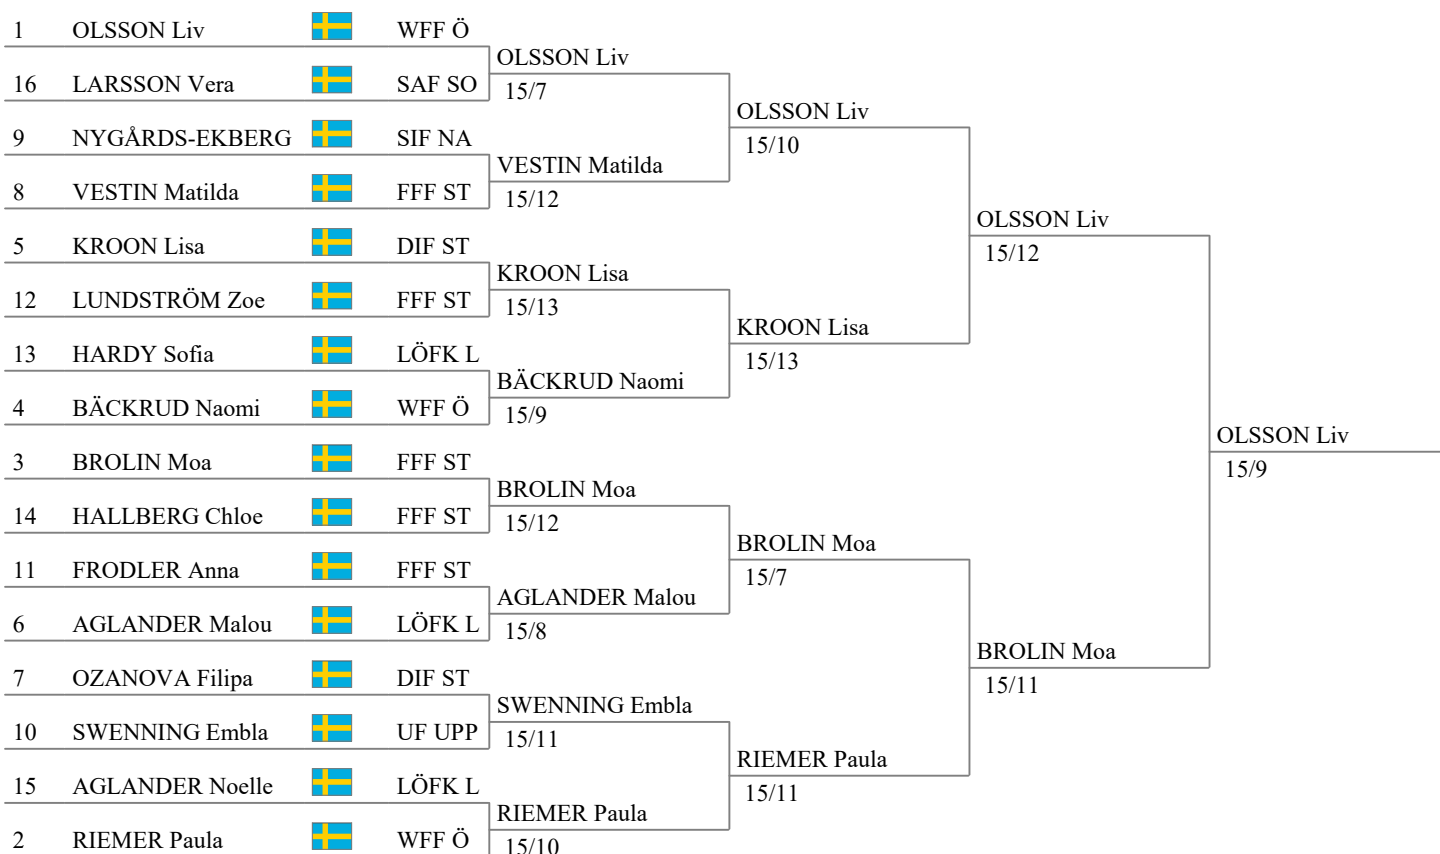 1 OLSSON Liv WFF Ö
16 LARSSON Vera SAF SO
9 NYGÅRDS-EKBERG SIF NA
8 VESTIN Matilda FFF ST
5 KROON Lisa DIF ST
12 LUNDSTRÖM Zoe FFF ST
13 HARDY Sofia LÖFK L
4 BÄCKRUD Naomi WFF Ö
3 BROLIN Moa FFF ST
14 HALLBERG Chloe FFF ST
11 FRODLER Anna FFF ST
6 AGLANDER Malou LÖFK L
7 OZANOVA Filipa DIF ST
10 SWENNING Embla UF UPP
15 AGLANDER Noelle LÖFK L
2 RIEMER Paula WFF Ö
OLSSON Liv
15/7
VESTIN Matilda
15/12
KROON Lisa
15/13
BÄCKRUD Naomi
15/9
BROLIN Moa
15/12
AGLANDER Malou
15/8
SWENNING Embla
15/11
RIEMER Paula
15/10
OLSSON Liv
15/10
KROON Lisa
15/13
BROLIN Moa
15/7
RIEMER Paula
15/11
OLSSON Liv
15/12
BROLIN Moa
15/11
OLSSON Liv
15/9